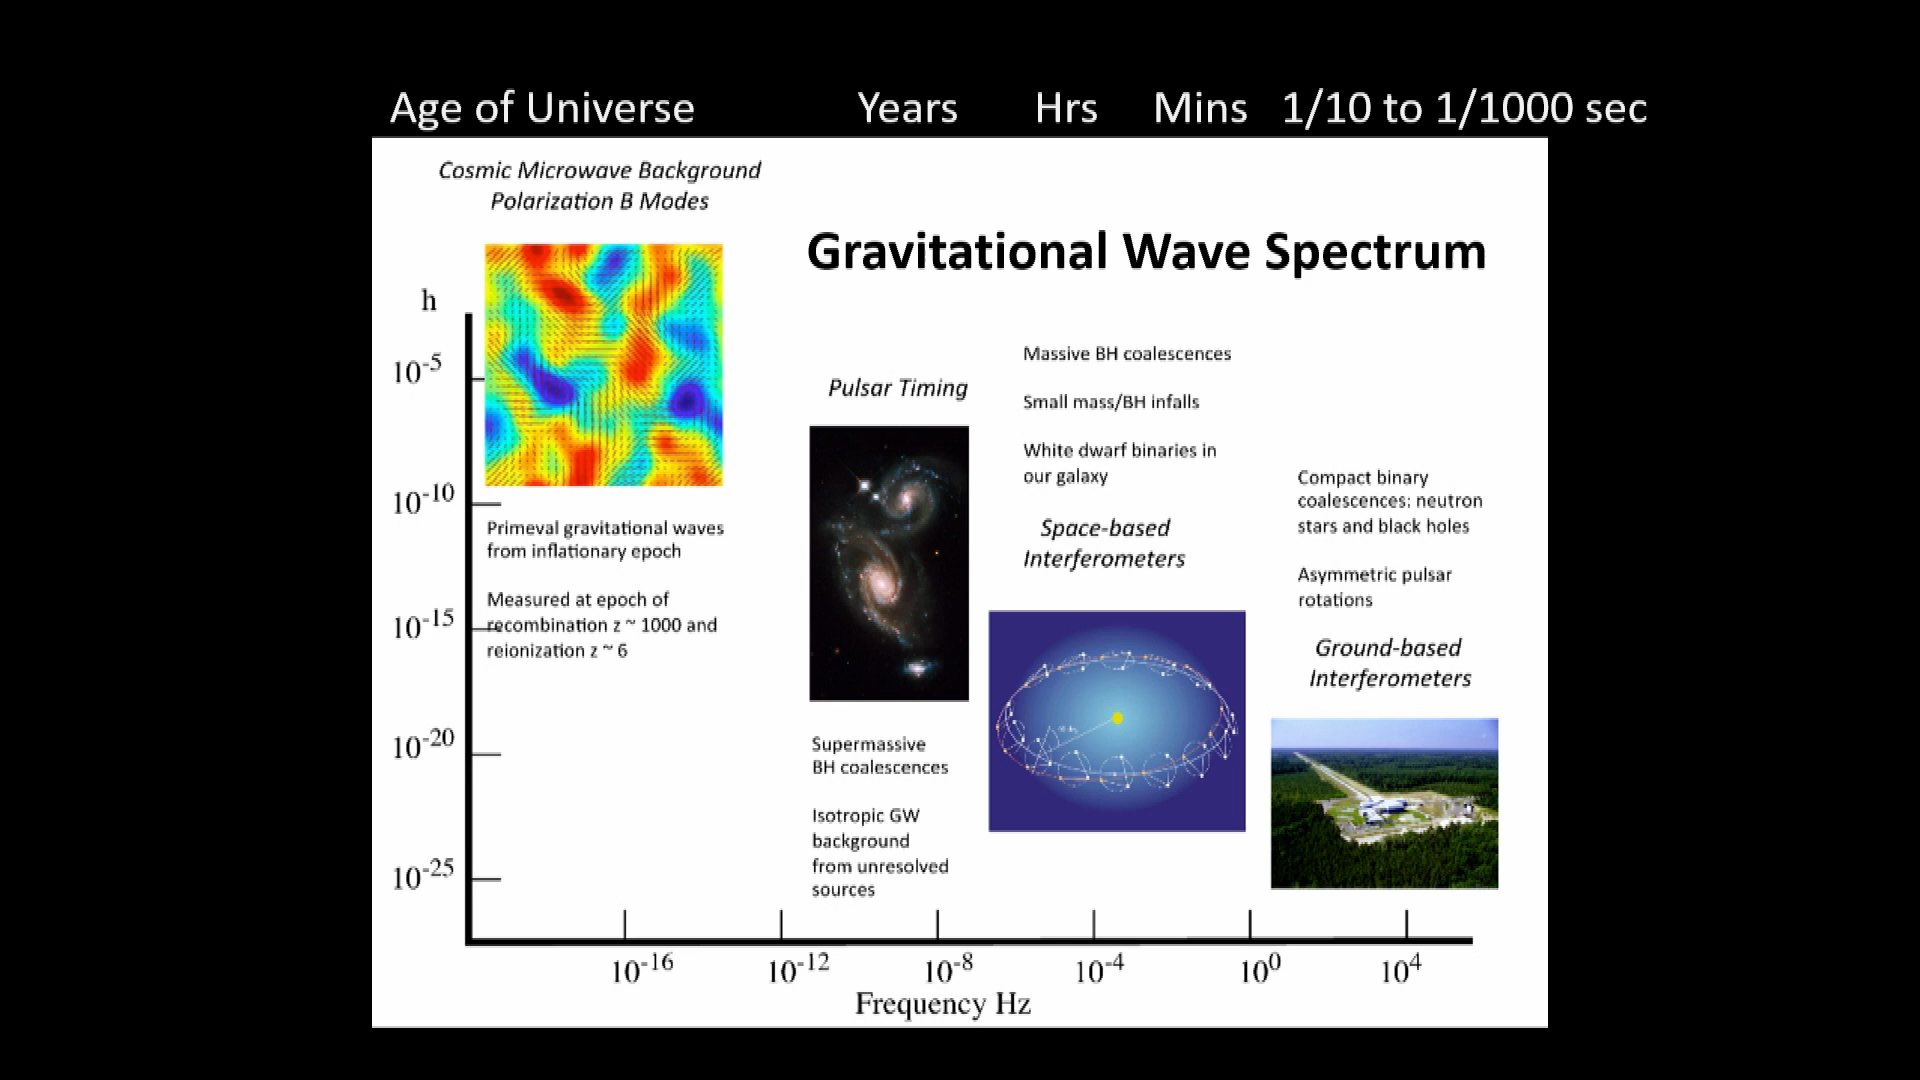 Age of Universe Years Hrs Mins 1/10 to 1/1000 sec
Cosmic Microwave Background
Polarization B Modes
Gravitational Wave Spectrum
h
10-5
10-10
10-15
10-20
10-25
Primeval gravitational waves
from inflationary epoch
Measured at epoch of
recombination z ~ 1000 and
reionization z ~ 6
Pulsar Timing
Supermassive
BH coalescences
Isotropic GW
background
from unresolved
sources
Massive BH coalescences
Small mass/BH infalls
White dwarf binaries in
our galaxy
Space-based
Interferometers
Compact binary
coalescences: neutron
stars and black holes
Asymmetric pulsar
rotations
Ground-based
Interferometers
10-16 10-12 10-8 10-4 100 104
Frequency Hz